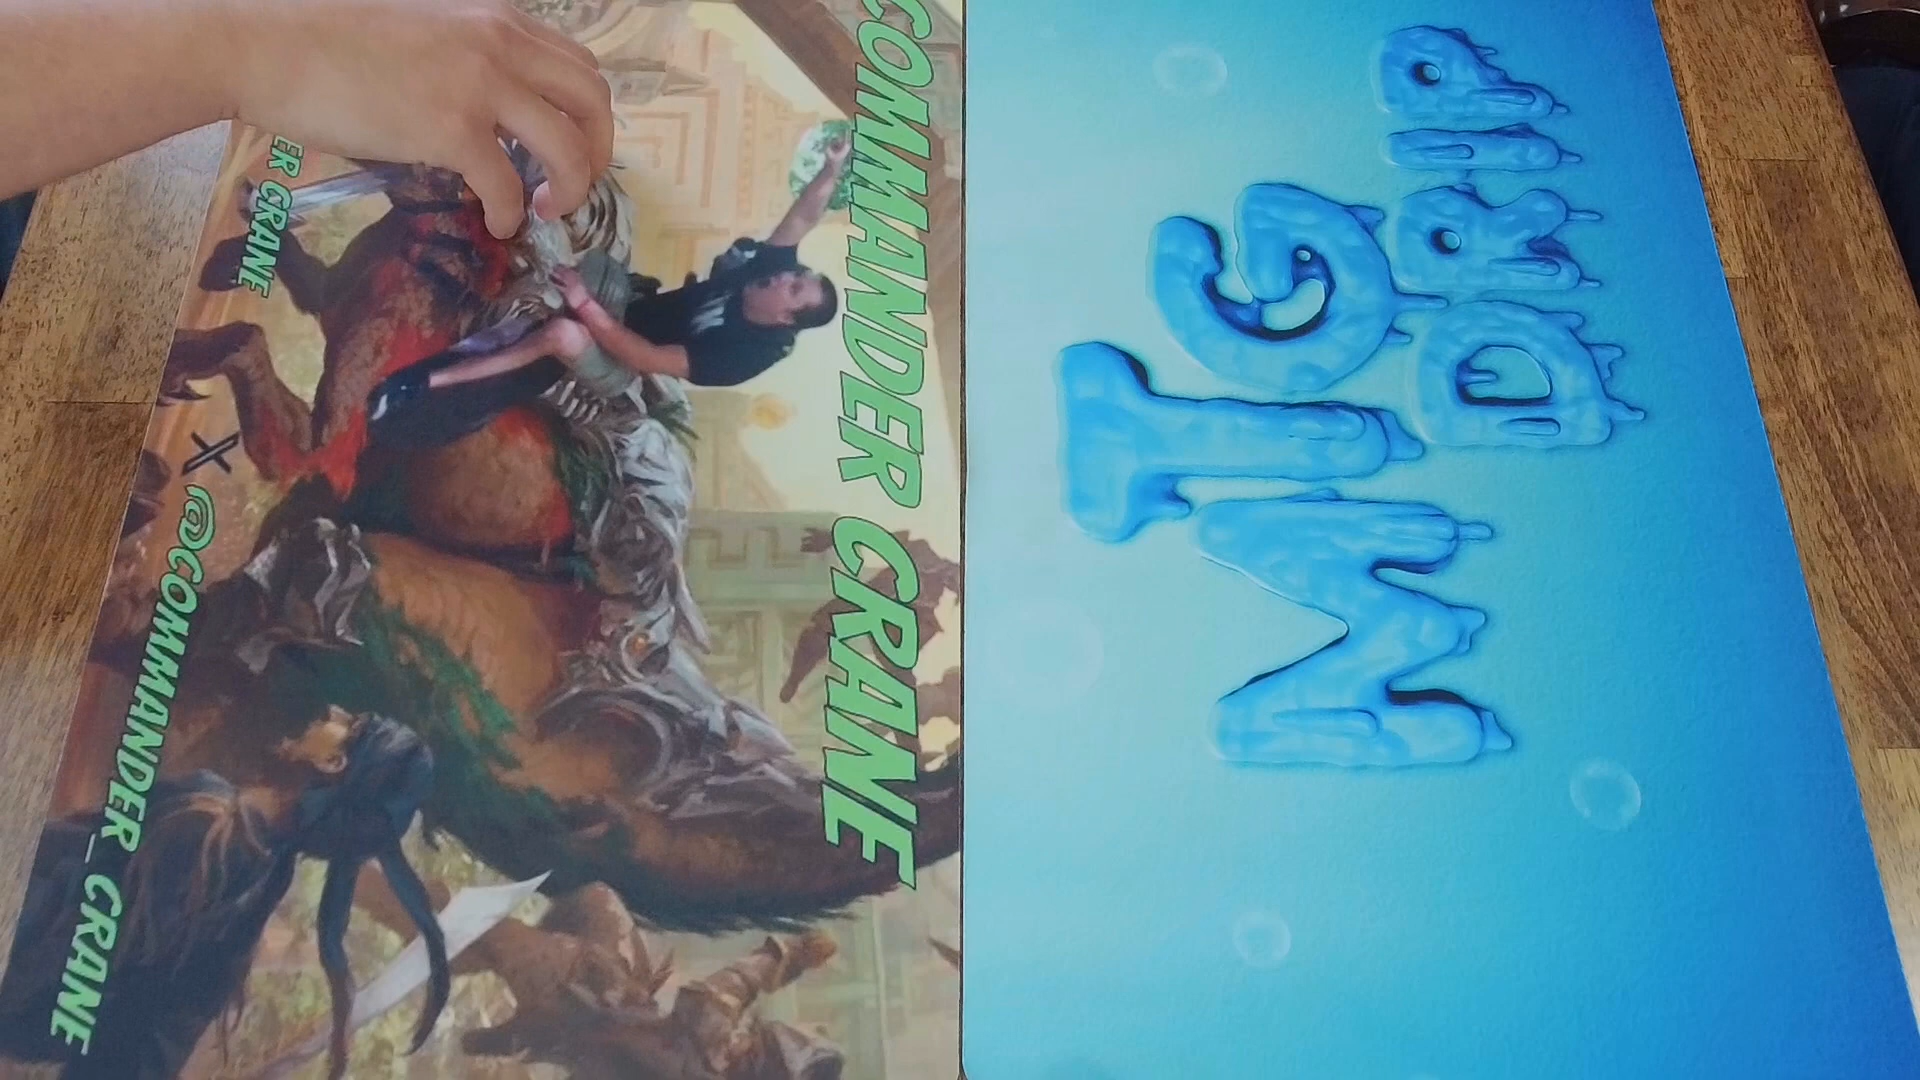 COMMANDER CRANE
ER CRANE
X @COMMANDER_CRANE
MTG
DRIP